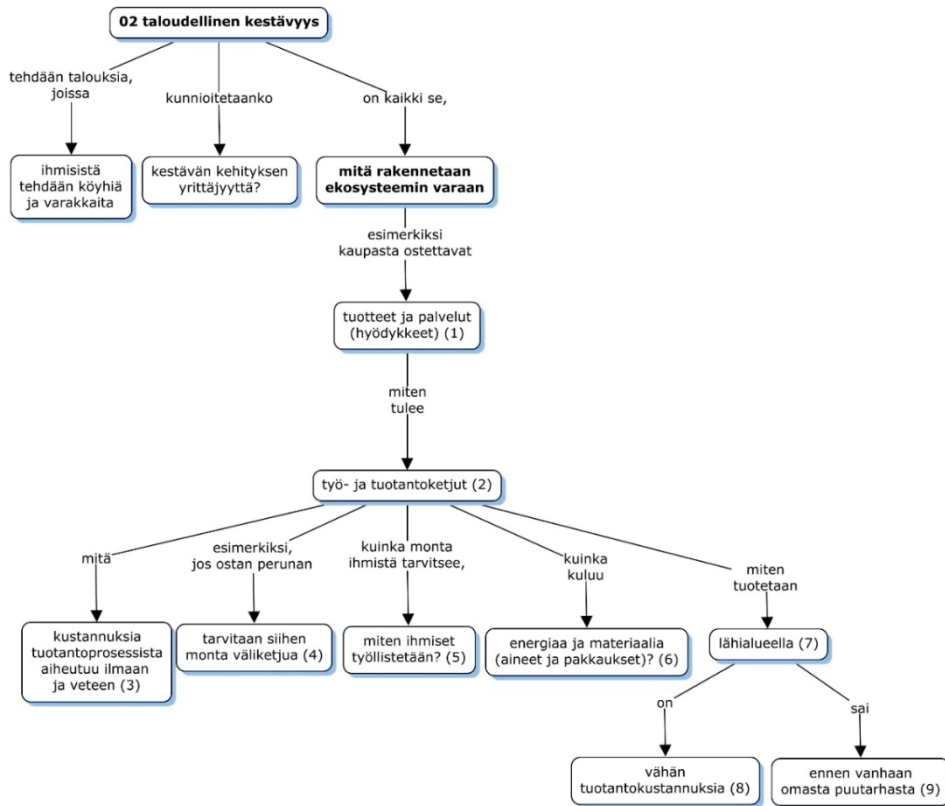 02 taloudellinen kestävyys
tehdään talouksia,
joissa
kunnioitetaanko
on kaikki se,
ihmisistä
tehdään köyhiä
ja varakkaita
kestävän kehityksen
yrittäjyyttä?
mitä rakennetaan
ekosysteemin varaan
esimerkiksi
kaupasta ostettavat
tuotteet ja palvelut
(hyödykkeet) (1)
miten
tulee
työ- ja tuotantoketjut (2)
mitä
esimerkiksi,
jos ostan perunan
kuinka monta
ihmistä tarvitsee,
kuinka
kuluu
miten
tuotetaan
kustannuksia
tuotantoprosessista
aiheutuu ilmaan
ja veteen (3)
tarvitaan siihen
monta väliketjua (4)
miten ihmiset
työllistetään? (5)
energiaa ja materiaalia
(aineet ja pakkaukset)? (6)
lähialueella (7)
on
sai
vähän
tuotantokustannuksia (8)
ennen vanhaan
omasta puutarhasta (9)